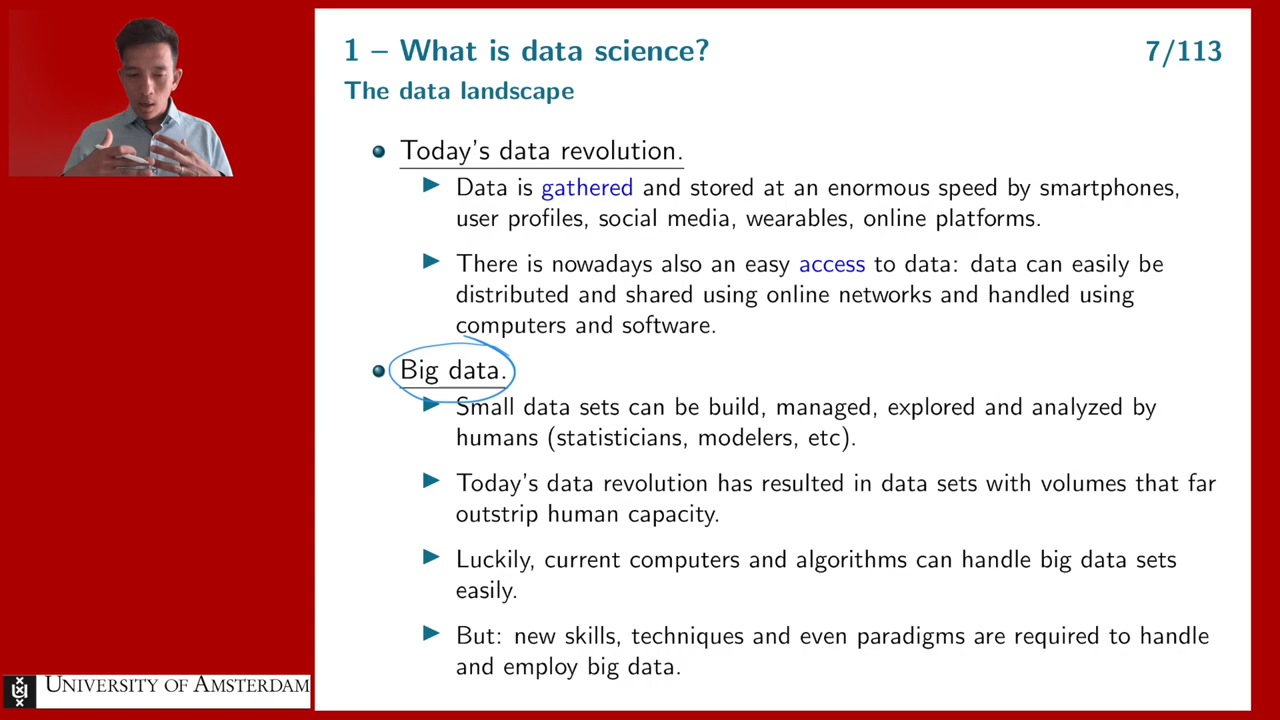 1 – What is data science?
7/113
The data landscape
Today's data revolution.
Data is gathered and stored at an enormous speed by smartphones,
user profiles, social media, wearables, online platforms.
There is nowadays also an easy access to data: data can easily be
distributed and shared using online networks and handled using
computers and software.
Big data.
Small data sets can be build, managed, explored and analyzed by
humans (statisticians, modelers, etc).
Today's data revolution has resulted in data sets with volumes that far
outstrip human capacity.
Luckily, current computers and algorithms can handle big data sets
easily.
But: new skills, techniques and even paradigms are required to handle
and employ big data.
UNIVERSITY OF AMSTERDAM